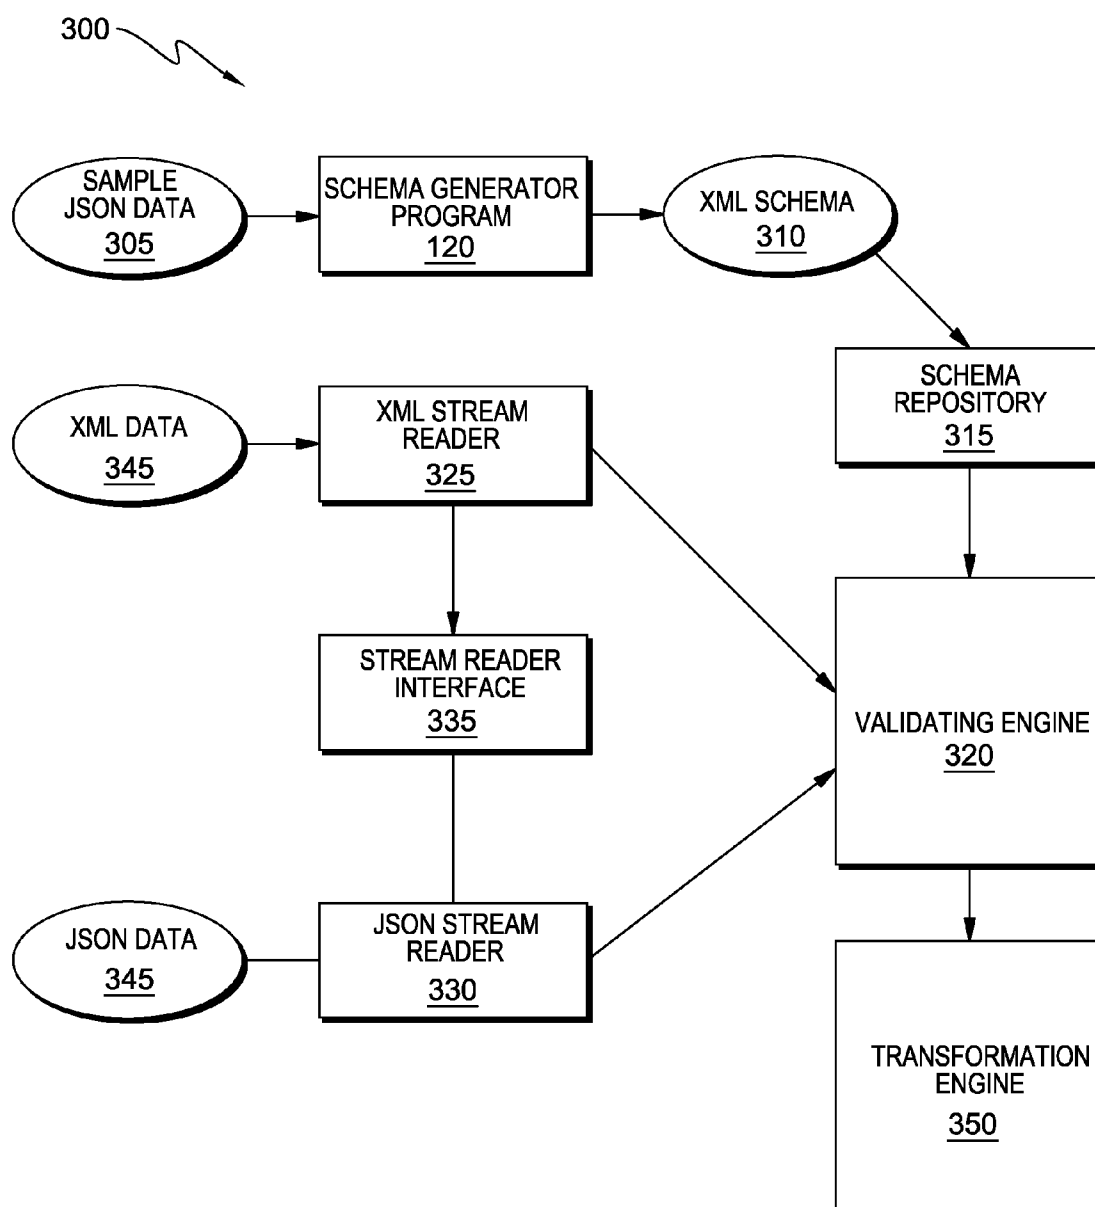 300
SAMPLE
JSON DATA
305
SCHEMA GENERATOR
PROGRAM
120
XML SCHEMA
310
SCHEMA
REPOSITORY
315
XML DATA
345
XML STREAM
READER
325
STREAM READER
INTERFACE
335
VALIDATING ENGINE
320
JSON DATA
345
JSON STREAM
READER
330
TRANSFORMATION
ENGINE
350